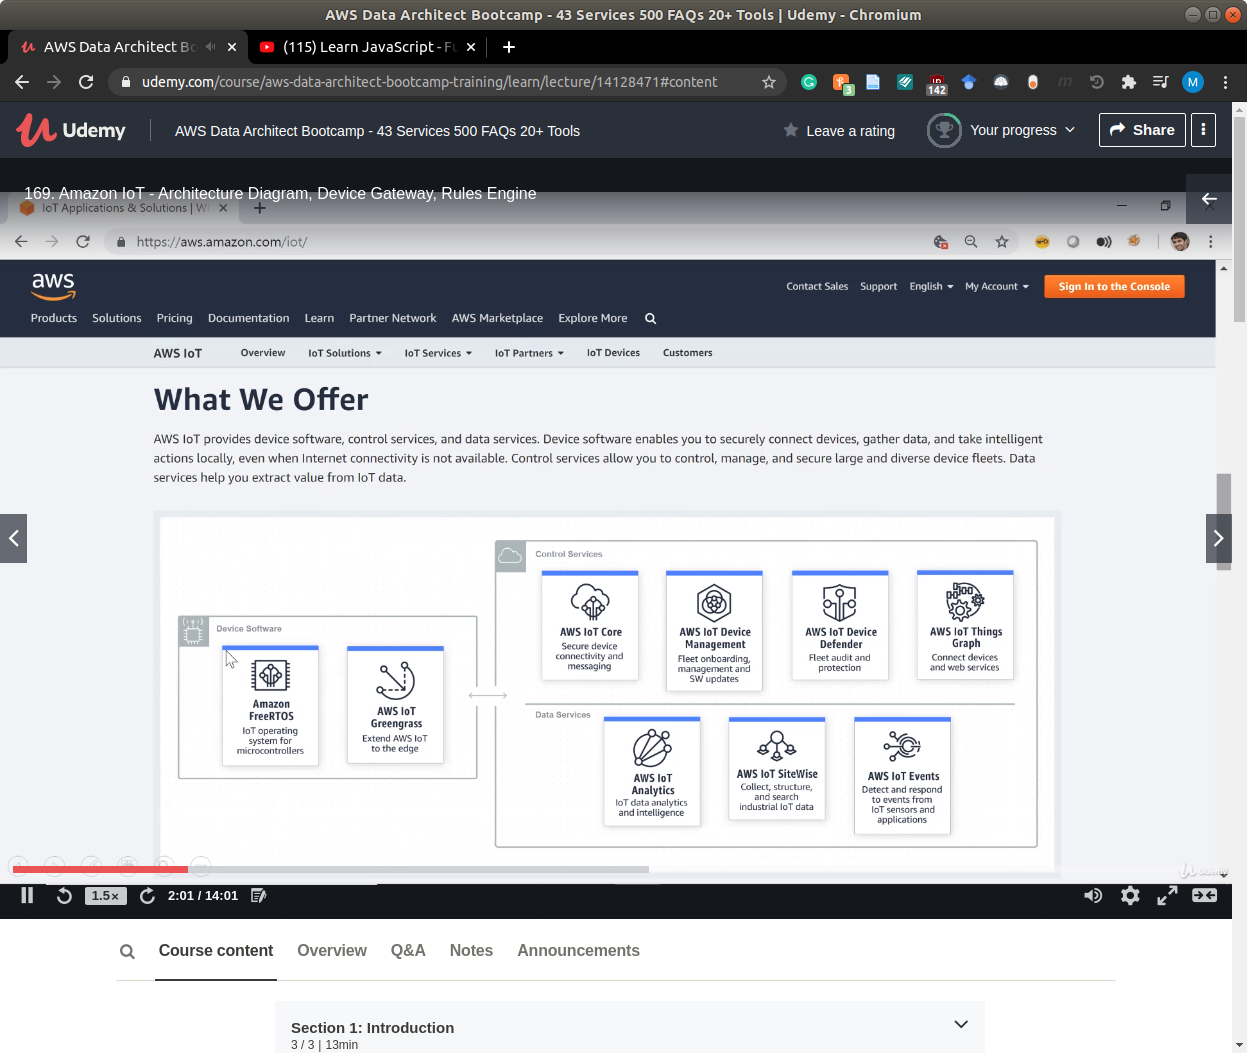 AWS Data Architect Bootcamp - 43 Services 500 FAQs 20+ Tools | Udemy - Chromium
AWS Data Architect Bo
(115) Learn JavaScript - Fu
udemy.com/course/aws-data-architect-bootcamp-training/learn/lecture/14128471#content
3
142
M
Udemy
AWS Data Architect Bootcamp - 43 Services 500 FAQs 20+ Tools
Leave a rating
Your progress
Share
169. Amazon IoT - Architecture Diagram, Device Gateway, Rules Engine
IoT Applications & Solutions | W
https://aws.amazon.com/iot/
aws
Contact Sales Support English My Account Sign In to the Console
Products Solutions Pricing Documentation Learn Partner Network AWS Marketplace Explore More
AWS IoT Overview IoT Solutions IoT Services IoT Partners IoT Devices Customers
What We Offer
AWS IoT provides device software, control services, and data services. Device software enables you to securely connect devices, gather data, and take intelligent
actions locally, even when Internet connectivity is not available. Control services allow you to control, manage, and secure large and diverse device fleets. Data
services help you extract value from IoT data.
Device Software
Amazon
FreeRTOS
IoT operating
system for
microcontrollers
AWS IoT
Greengrass
Extend AWS IoT
to the edge
Control Services
AWS IoT Core
Secure device
connectivity and
messaging
AWS IoT Device
Management
Fleet onboarding,
management and
SW updates
AWS IoT Device
Defender
Fleet audit and
protection
AWS IoT Things
Graph
Connect devices
and web services
Data Services
AWS IoT
Analytics
IoT data analytics
and intelligence
AWS IoT SiteWise
Collect, structure,
and search
industrial IoT data
AWS IoT Events
Detect and respond
to events from
IoT sensors and
applications
Udemy
1.5×
2:01 / 14:01
Course content Overview Q&A Notes Announcements
Section 1: Introduction
3 / 3 | 13min